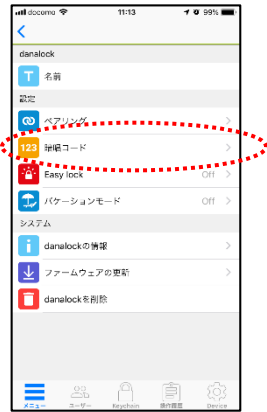 docomo 11:13 99%
danalock
名前
設定
ペアリング
123 暗唱コード
Easy lock Off
バケーションモード Off
システム
danalockの情報
ファームウェアの更新
danalockを削除
メニュー ユーザー Keychain 操作履歴 Device